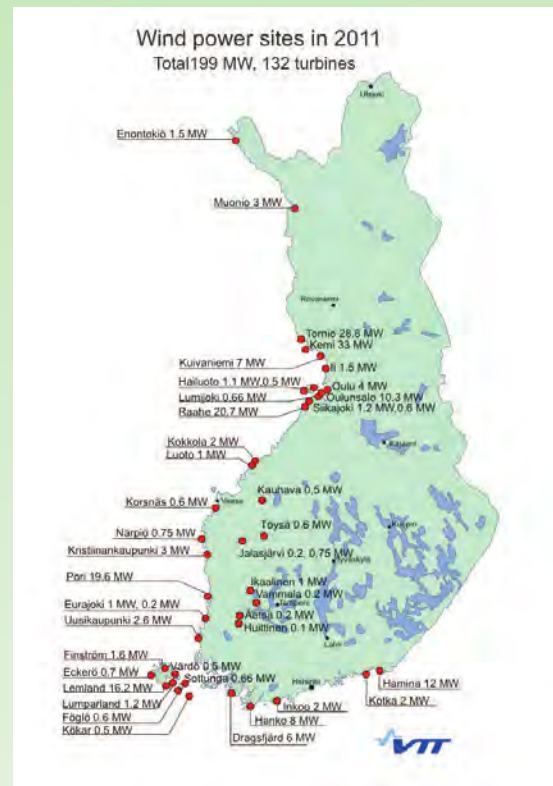 Wind power sites in 2011
Total199 MW, 132 turbines
Utsjoki
Enontekiö 1.5 MW
Muonio 3 MW
Rovaniemi
Tornio 28.8 MW
Kemi 33 MW
Kuivaniemi 7 MW
Ii 1.5 MW
Hailuoto 1.1 MW,0.5 MW
Oulu 4 MW
Lumijoki 0.66 MW
Oulunsalo 10.3 MW
Raahe 20.7 MW
Siikajoki 1.2 MW,0.6 MW
Kajaani
Kokkola 2 MW
Luoto 1 MW
Kauhava 0.5 MW
Korsnäs 0.6 MW
Vaasa
Töysä 0.6 MW
Kuopio
Närpiö 0.75 MW
Jalasjärvi 0.2, 0.75 MW
Kristiinankaupunki 3 MW
Jyväskylä
Pori 19.6 MW
Ikaalinen 1 MW
Vammala 0.2 MW
Tampere
Eurajoki 1 MW, 0.2 MW
Äetsä 0.2 MW
Uusikaupunki 2.6 MW
Huittinen 0.1 MW
Lahti
Finström 1.6 MW
Vårdö 0.5 MW
Eckerö 0.7 MW
Sottunga 0.66 MW
Helsinki
Hamina 12 MW
Lemland 16.2 MW
Kotka 2 MW
Lumparland 1.2 MW
Inkoo 2 MW
Föglö 0.6 MW
Hanko 8 MW
Kökar 0.5 MW
Dragsfjärd 6 MW
VTT